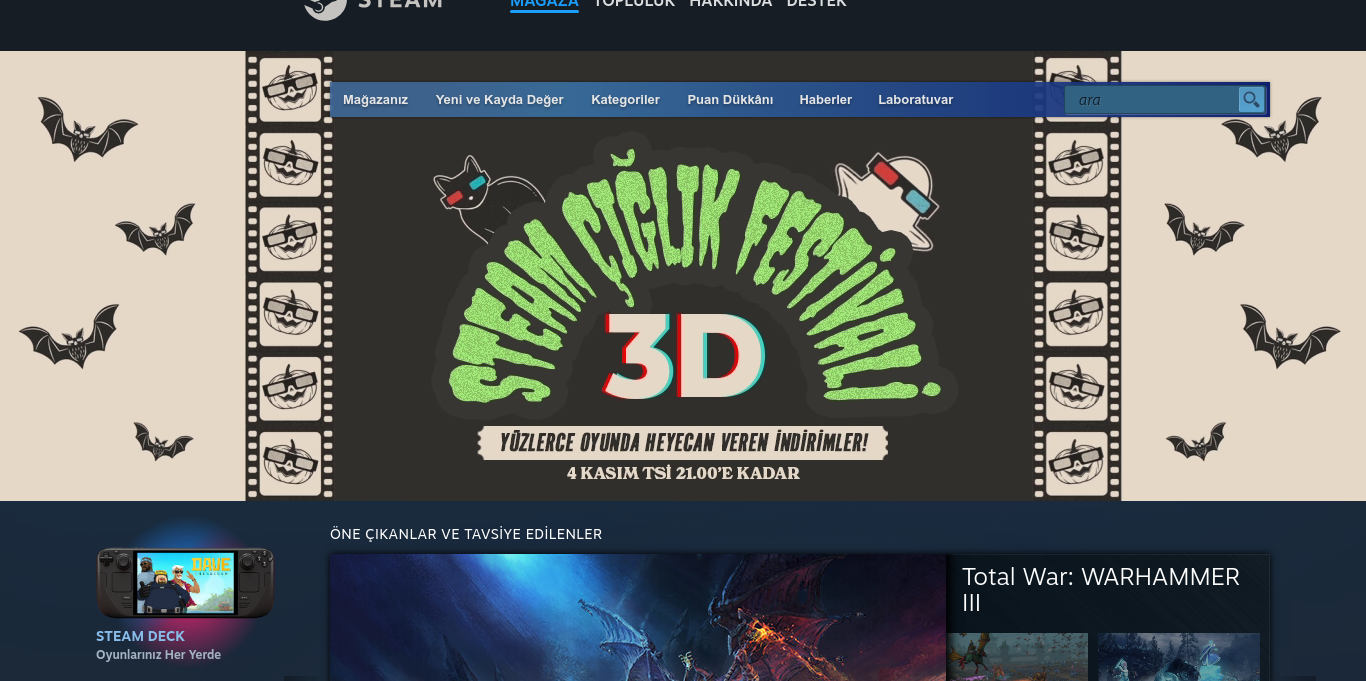 STEAM
MAĞAZA TOPLULUK HAKKINDA DESTEK
Mağazanız Yeni ve Kayda Değer Kategoriler Puan Dükkânı Haberler Laboratuvar ara
STEAM ÇIĞLIK FESTİVALİ
3D
YÜZLERCE OYUNDA HEYECAN VEREN İNDİRİMLER!
4 KASIM TSİ 21.00'E KADAR
ÖNE ÇIKANLAR VE TAVSİYE EDİLENLER
DAVE
STEAM DECK
Oyunlarınız Her Yerde
Total War: WARHAMMER
III